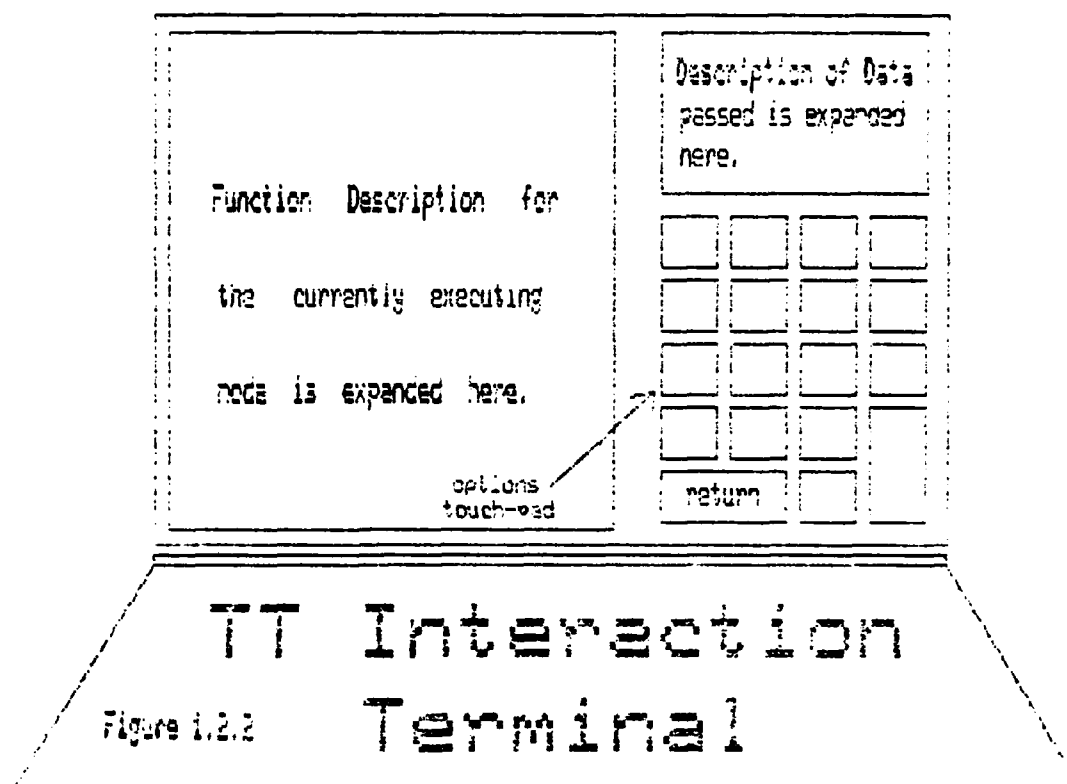 Description of Data
passed is expanded
here.
Function Description for
the currently executing
node is expanded here.
options
touch-pad
return
TT Interaction
Terminal
Figure 1.2.2